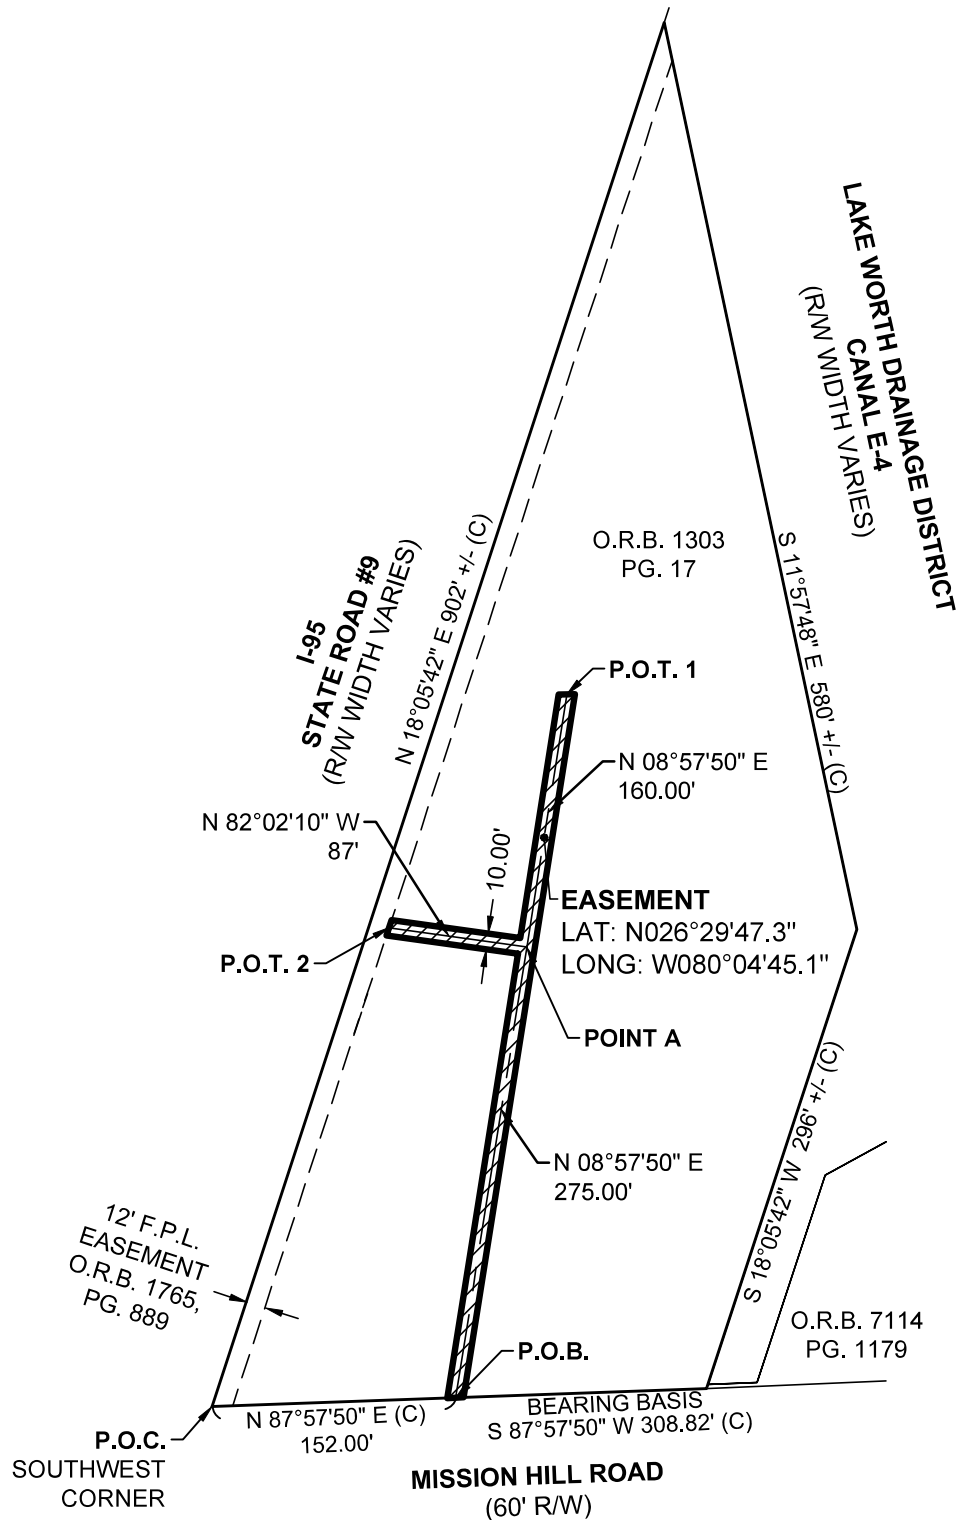 LAKE WORTH DRAINAGE DISTRICT
CANAL E-4
(R/W WIDTH VARIES)
O.R.B. 1303
PG. 17
S 11°57'48" E 580' +/- (C)
I-95
STATE ROAD #9
(R/W WIDTH VARIES)
N 18°05'42" E 902' +/- (C)
P.O.T. 1
N 08°57'50" E
160.00'
N 82°02'10" W
87'
10.00'
EASEMENT
LAT: N026°29'47.3"
LONG: W080°04'45.1"
P.O.T. 2
POINT A
N 08°57'50" E
275.00'
S 18°05'42" W 296' +/- (C)
12' F.P.L.
EASEMENT
O.R.B. 1765,
PG. 889
O.R.B. 7114
PG. 1179
P.O.B.
BEARING BASIS
S 87°57'50" W 308.82' (C)
N 87°57'50" E (C)
152.00'
P.O.C.
SOUTHWEST
CORNER
MISSION HILL ROAD
(60' R/W)